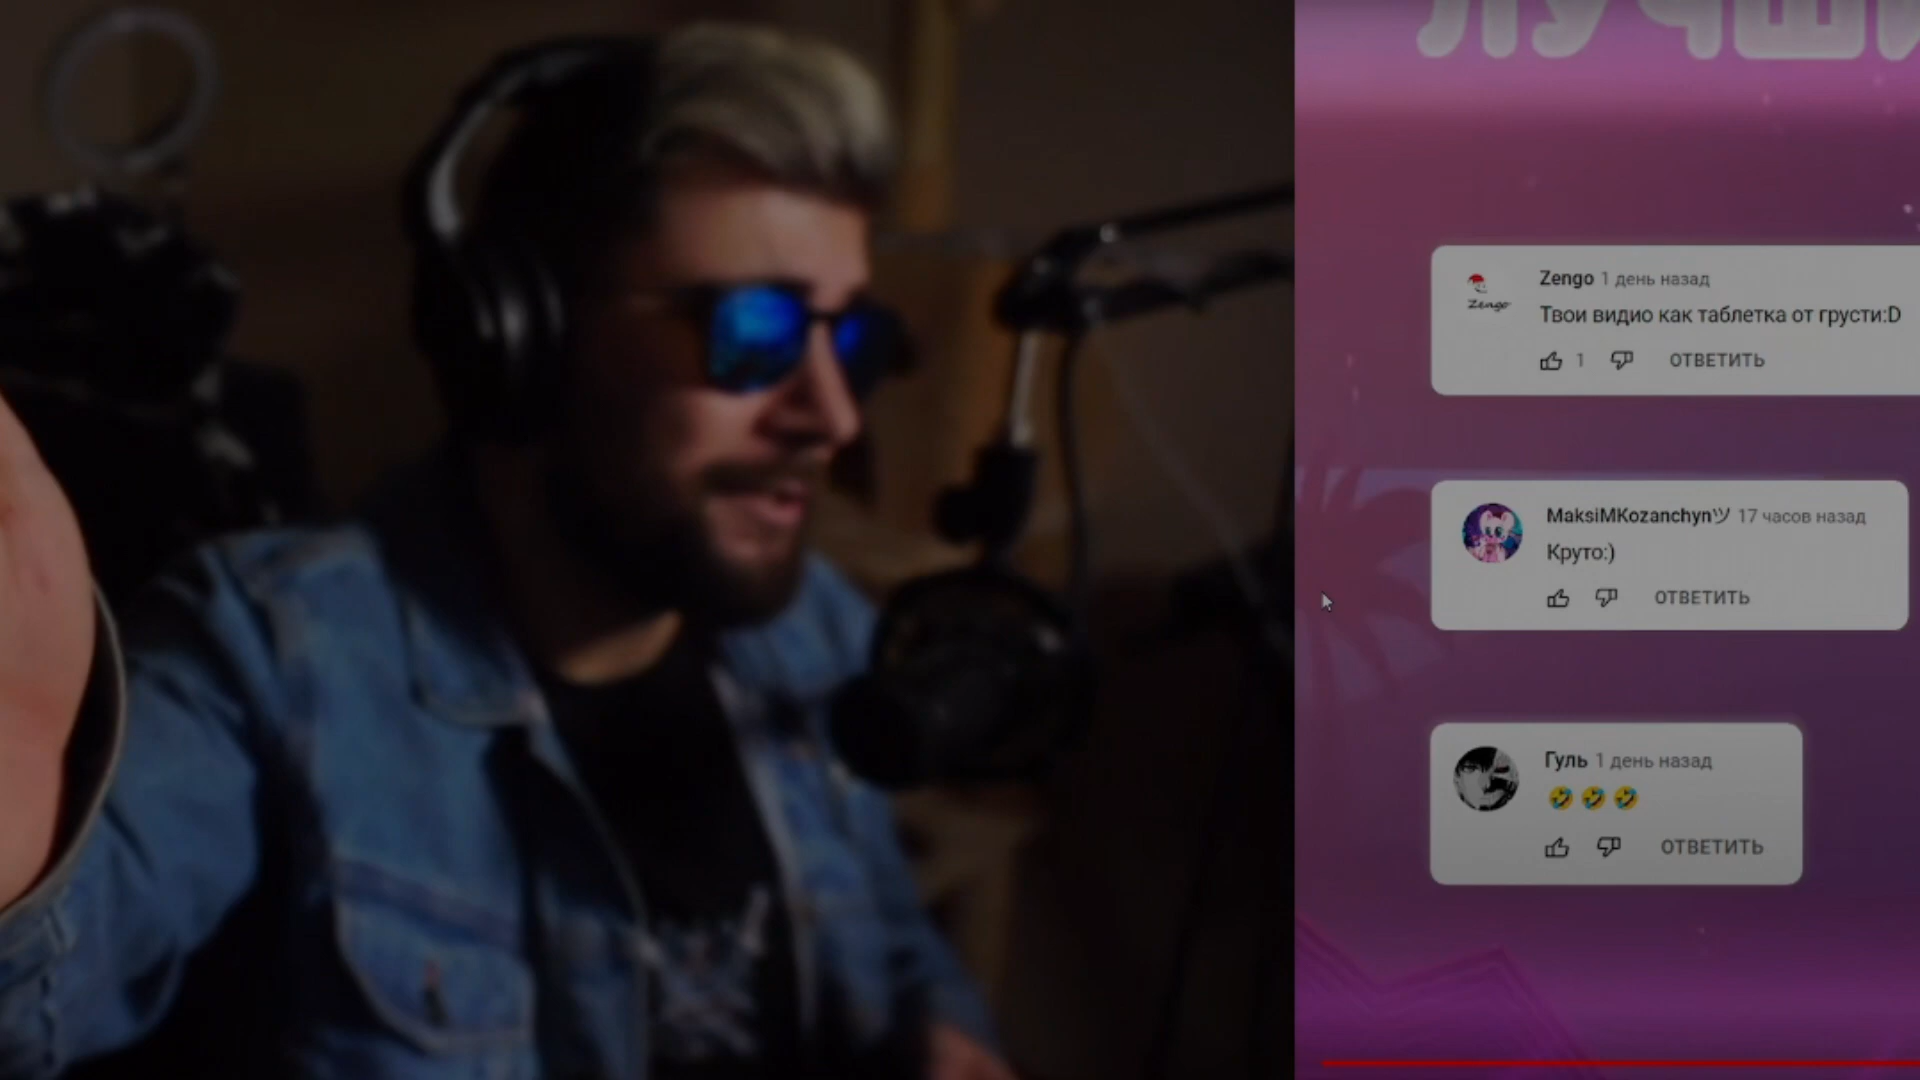 Zengo 1 день назад
Zengo
Твои видио как таблетка от грусти:D
1 ОТВЕТИТЬ
MaksiMKozanchynツ 17 часов назад
Круто:)
ОТВЕТИТЬ
Гуль 1 день назад
🤣🤣🤣
ОТВЕТИТЬ